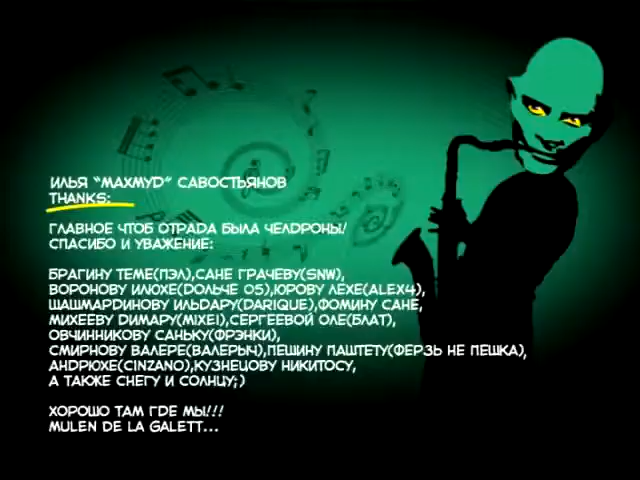 ИЛЬЯ "МАХМУD" САВОСТЬЯНОВ
THANKS:
ГЛАВНОЕ ЧТОБ ОТРАDА БЫЛА ЧЕЛDРОНЫ!
СПАСИБО И УВАЖЕНИЕ:
БРАГИНУ ТЕМЕ(ПЭЛ),САНЕ ГРАЧЕВУ(SNW),
ВОРОНОВУ ИЛЮХЕ(DОЛЬЧЕ 05),ЮРОВУ ЛЁХЕ(ALEX4),
ШАШМАРDИНОВУ ИЛЬDАРУ(DARIQUE),ФОМИНУ САНЕ,
МИХЕЕВУ DИМАРУ(MIXEI),СЕРГЕЕВОЙ ОЛЕ(БЛАТ),
ОВЧИННИКОВУ САНЬКУ(ФРЭНКИ),
СМИРНОВУ ВАЛЕРЕ(ВАЛЕРЫЧ),ПЕШИНУ ПАШТЕТУ(ФЕРЗЬ НЕ ПЕШКА),
АНDРЮХЕ(CINZANO),КУЗНЕЦОВУ НИКИТОСУ,
А ТАКЖЕ СНЕГУ И СОЛНЦУ;)
ХОРОШО ТАМ ГDЕ МЫ!!!
MULEN DE LA GALETT...